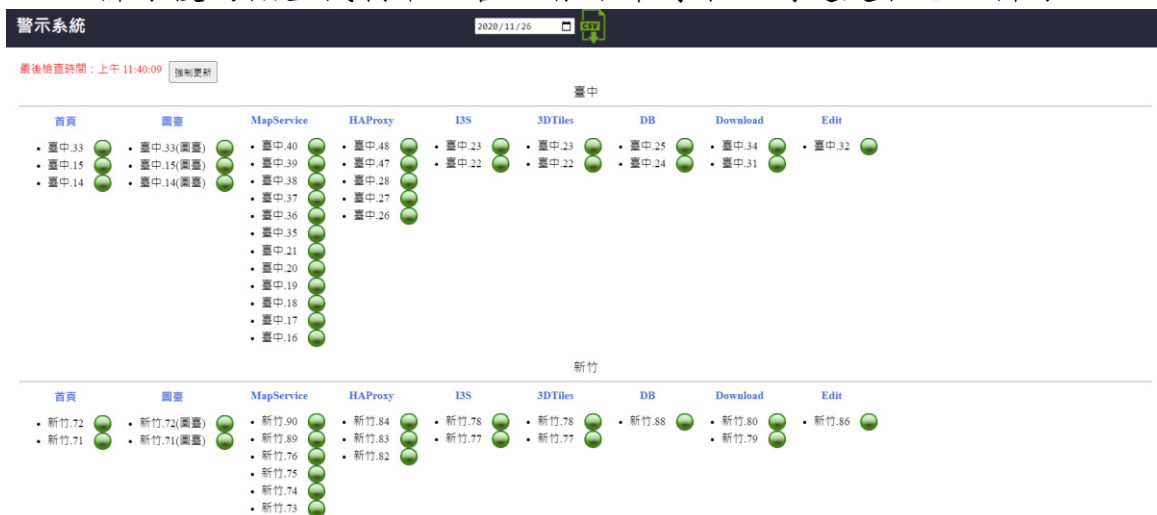 警示系統
2020/11/26
CSV
最後檢查時間：上午 11:40:09 強制更新
臺中
首頁 圖臺 MapService HAProxy I3S 3DTiles DB Download Edit
臺中.33 臺中.33(圖臺) 臺中.40 臺中.48 臺中.23 臺中.23 臺中.25 臺中.34 臺中.32
臺中.15 臺中.15(圖臺) 臺中.39 臺中.47 臺中.22 臺中.22 臺中.24 臺中.31
臺中.14 臺中.14(圖臺) 臺中.38 臺中.28
臺中.37 臺中.27
臺中.36 臺中.26
臺中.35
臺中.21
臺中.20
臺中.19
臺中.18
臺中.17
臺中.16
新竹
首頁 圖臺 MapService HAProxy I3S 3DTiles DB Download Edit
新竹.72 新竹.72(圖臺) 新竹.90 新竹.84 新竹.78 新竹.78 新竹.88 新竹.80 新竹.86
新竹.71 新竹.71(圖臺) 新竹.89 新竹.83 新竹.77 新竹.77 新竹.79
新竹.76 新竹.82
新竹.75
新竹.74
新竹.73